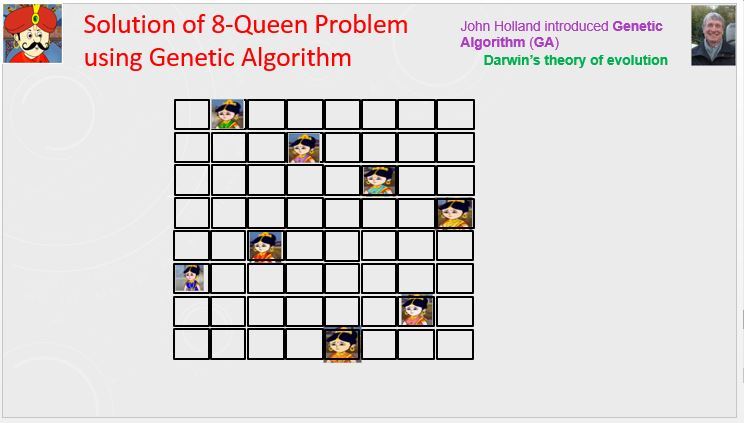 Solution of 8-Queen Problem
using Genetic Algorithm
John Holland introduced Genetic
Algorithm (GA)
Darwin's theory of evolution